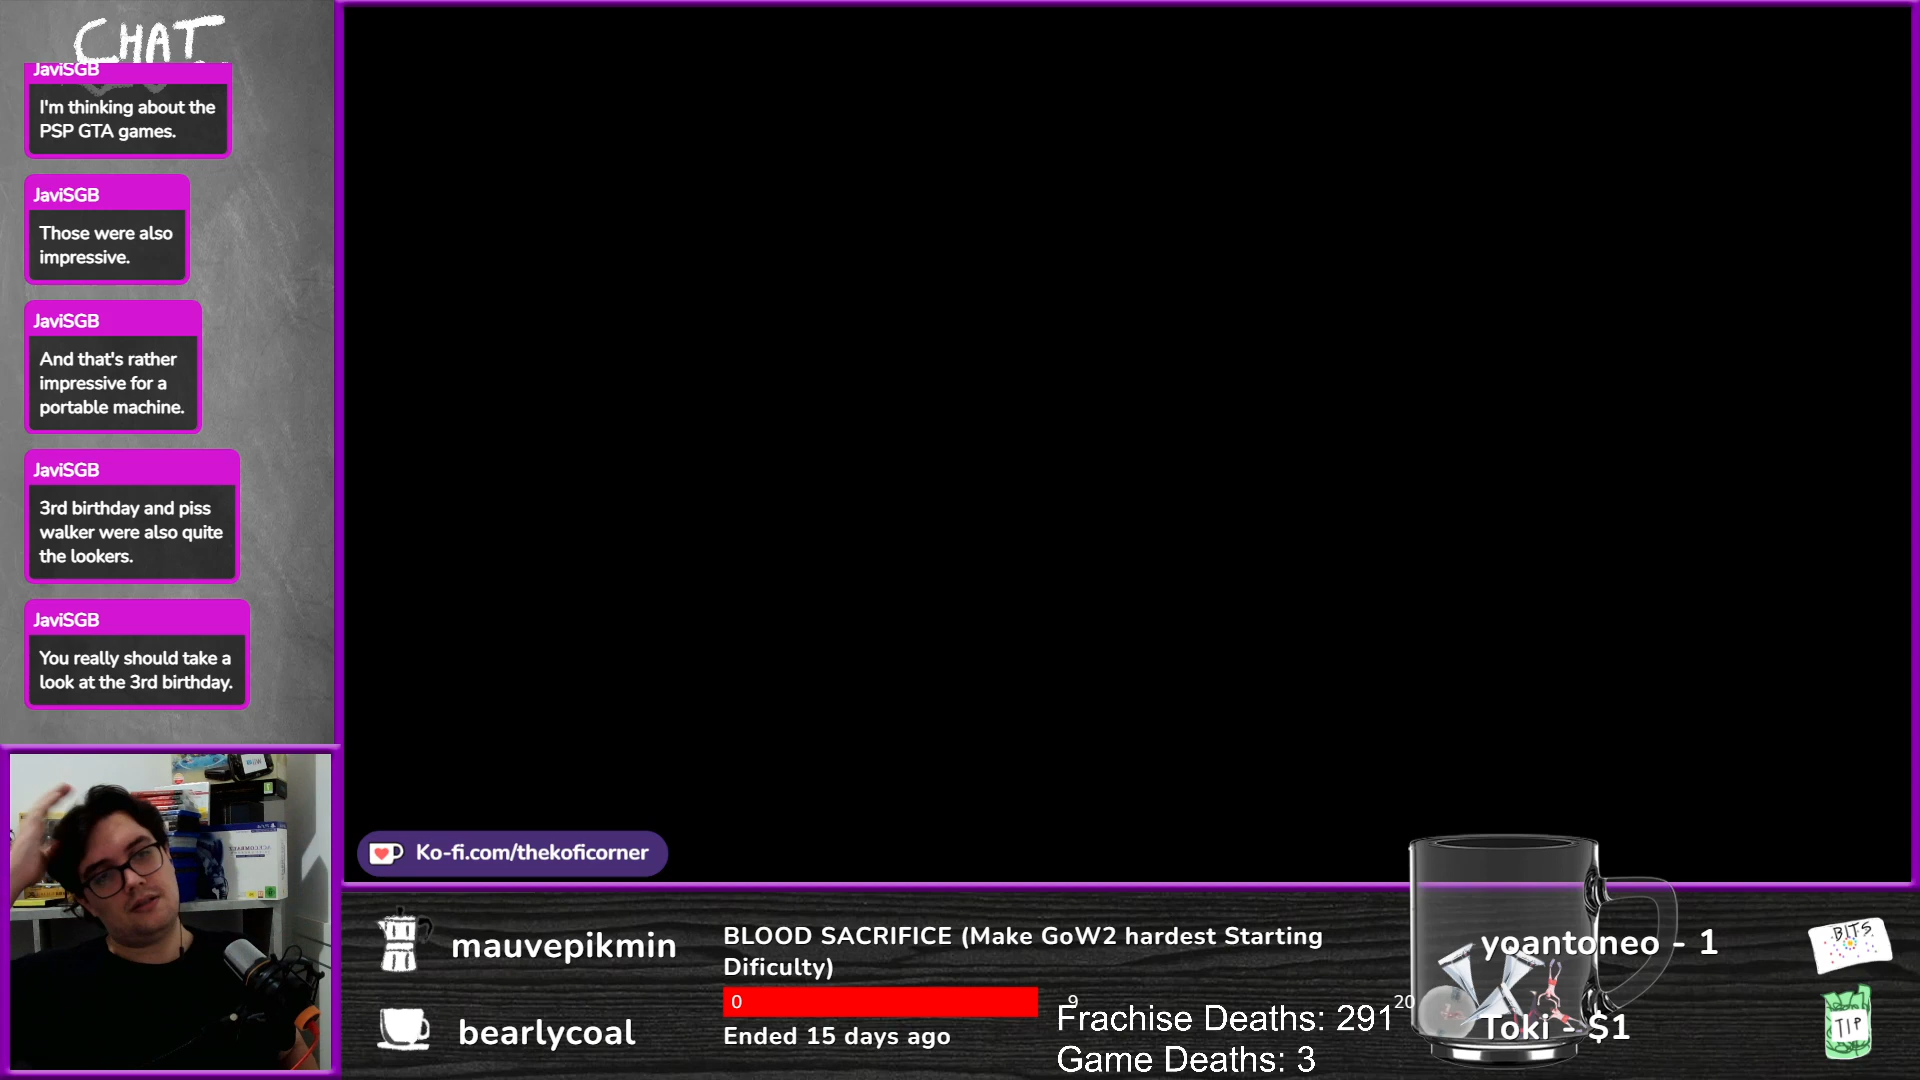 CHAT
JaviSGB
I'm thinking about the
PSP GTA games.
JaviSGB
Those were also
impressive.
JaviSGB
And that's rather
impressive for a
portable machine.
JaviSGB
3rd birthday and piss
walker were also quite
the lookers.
JaviSGB
You really should take a
look at the 3rd birthday.
Ko-fi.com/thekoficorner
mauvepikmin
bearlycoal
BLOOD SACRIFICE (Make GoW2 hardest Starting
Dificulty)
0
9
20
Ended 15 days ago
Frachise Deaths: 291
Game Deaths: 3
yoantoneo - 1
Toki - $1
BITS
TIP